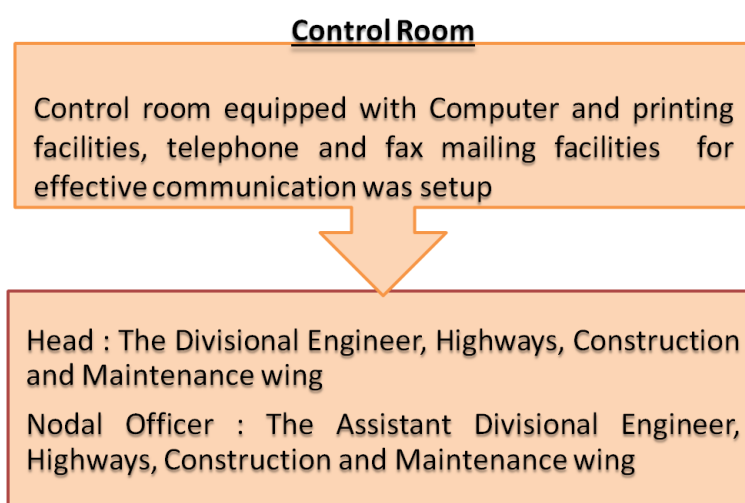 Control Room
Control room equipped with Computer and printing
facilities, telephone and fax mailing facilities for
effective communication was setup
Head : The Divisional Engineer, Highways, Construction
and Maintenance wing
Nodal Officer : The Assistant Divisional Engineer,
Highways, Construction and Maintenance wing